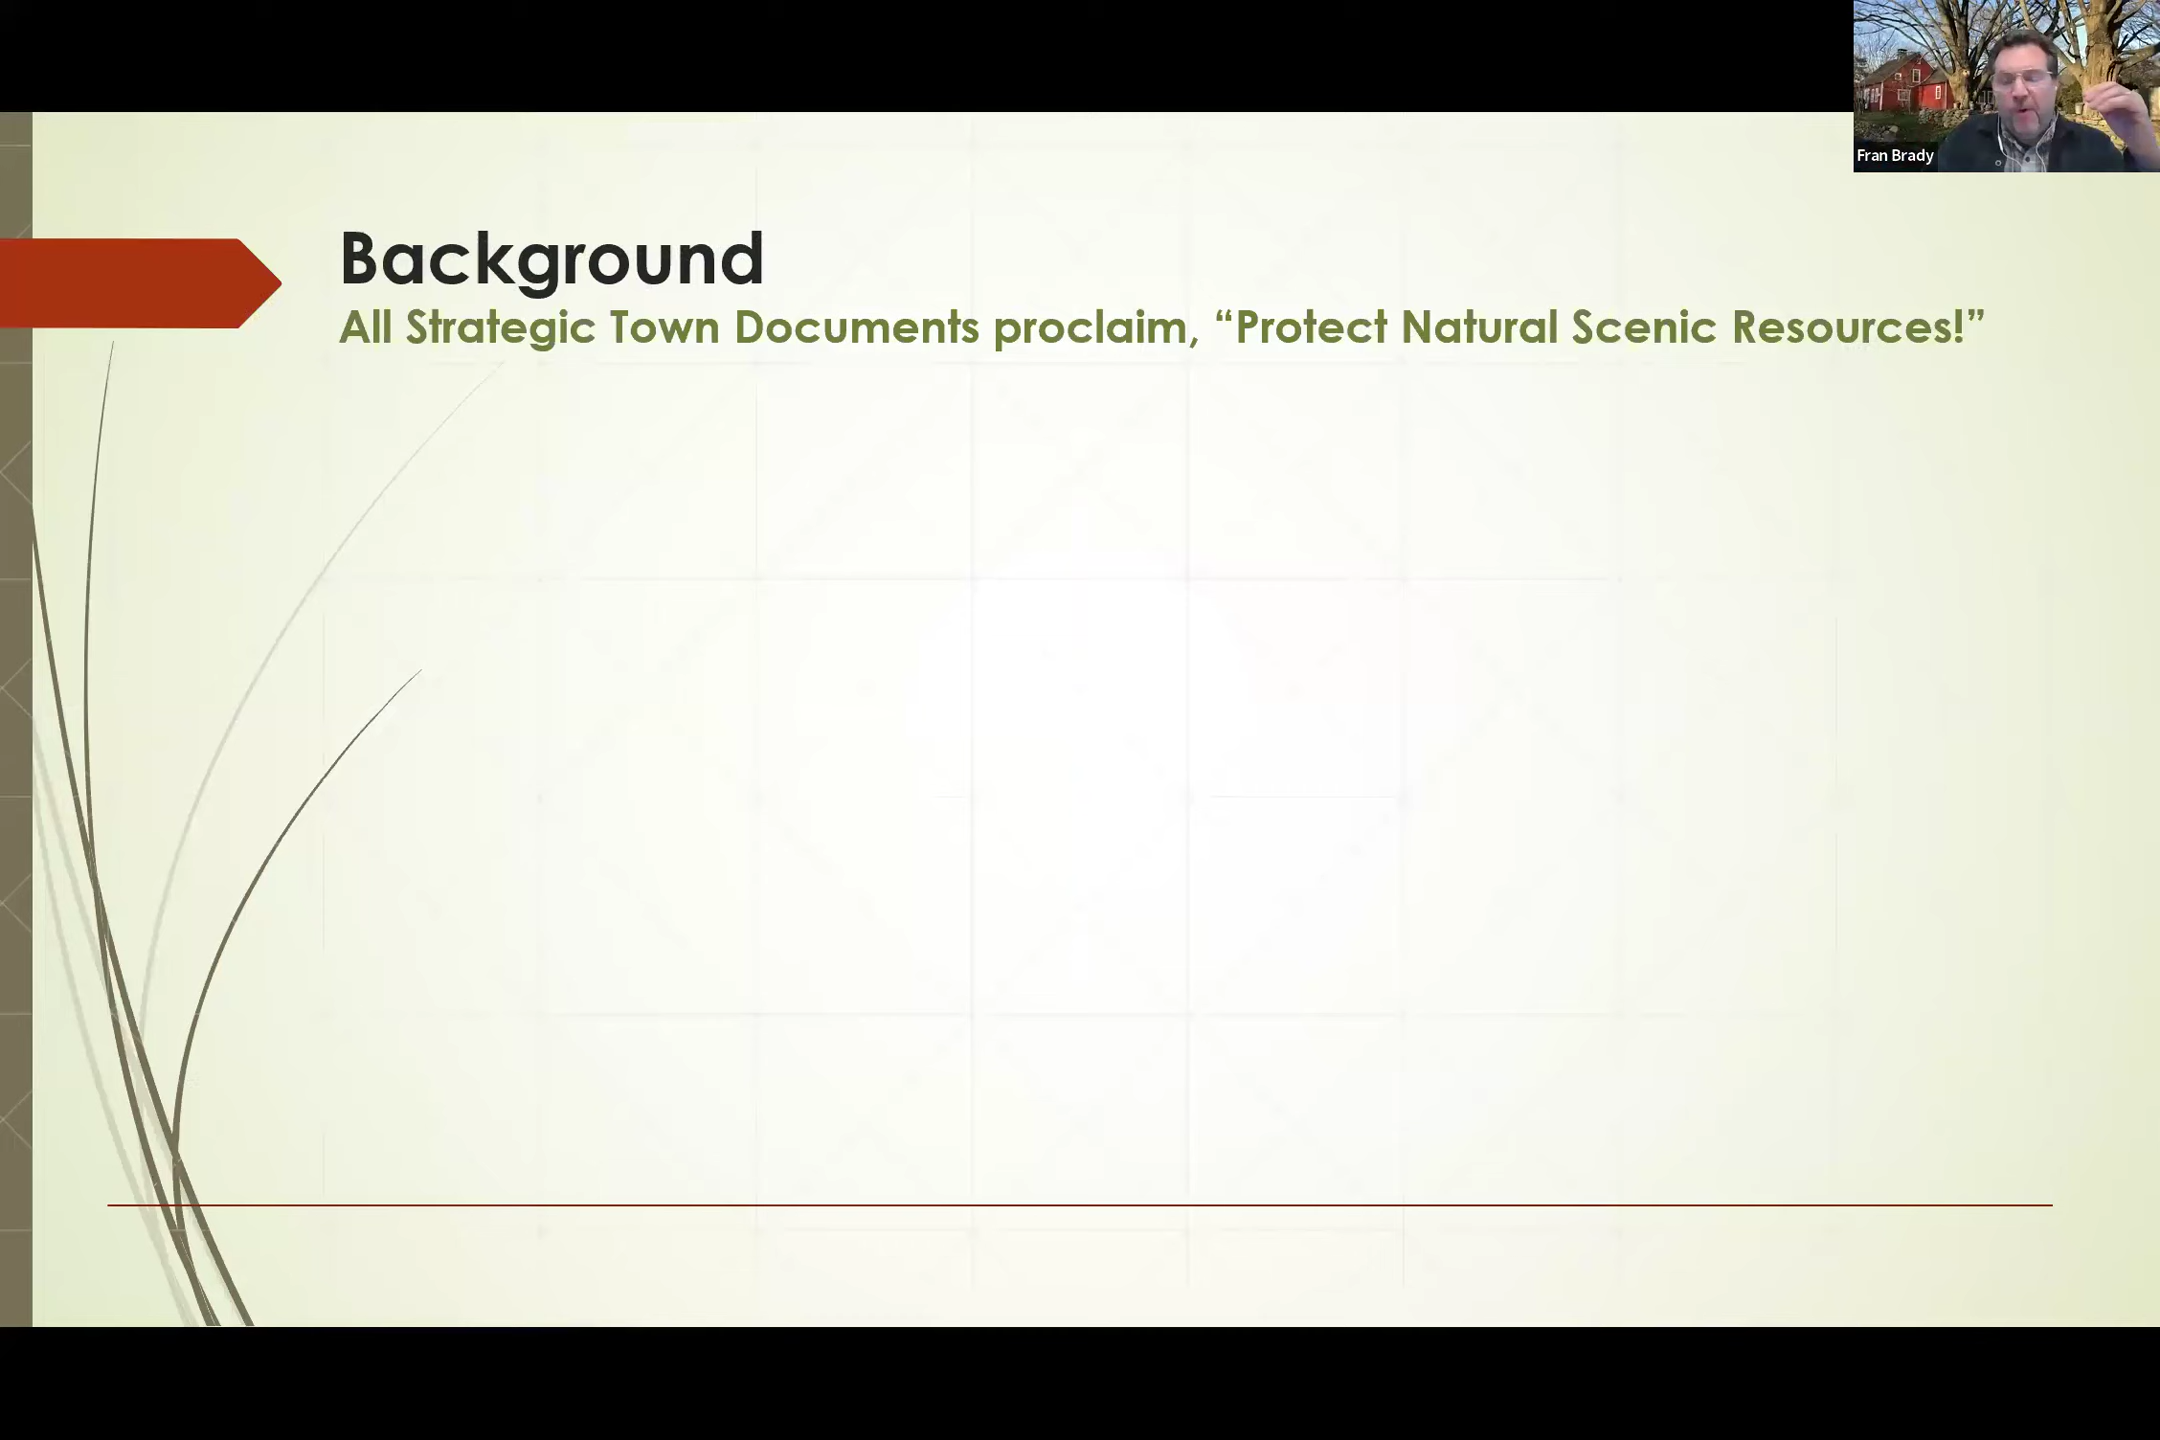 Fran Brady
Background
All Strategic Town Documents proclaim, “Protect Natural Scenic Resources!”